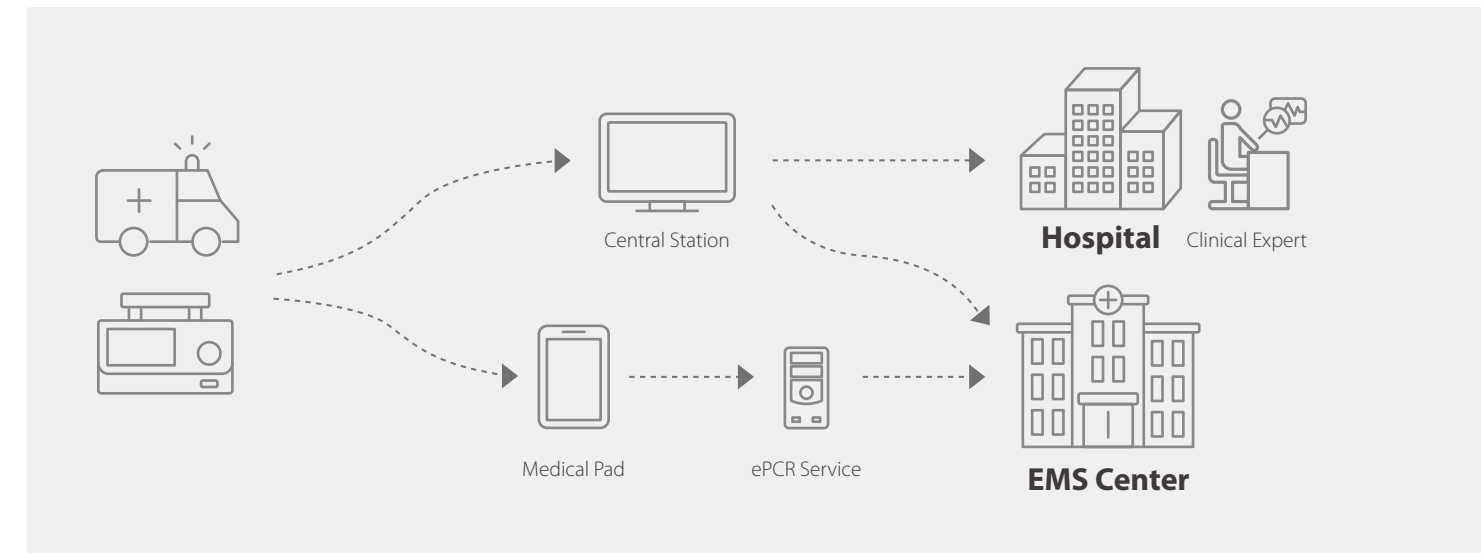 Central Station
Hospital
Clinical Expert
Medical Pad
ePCR Service
EMS Center